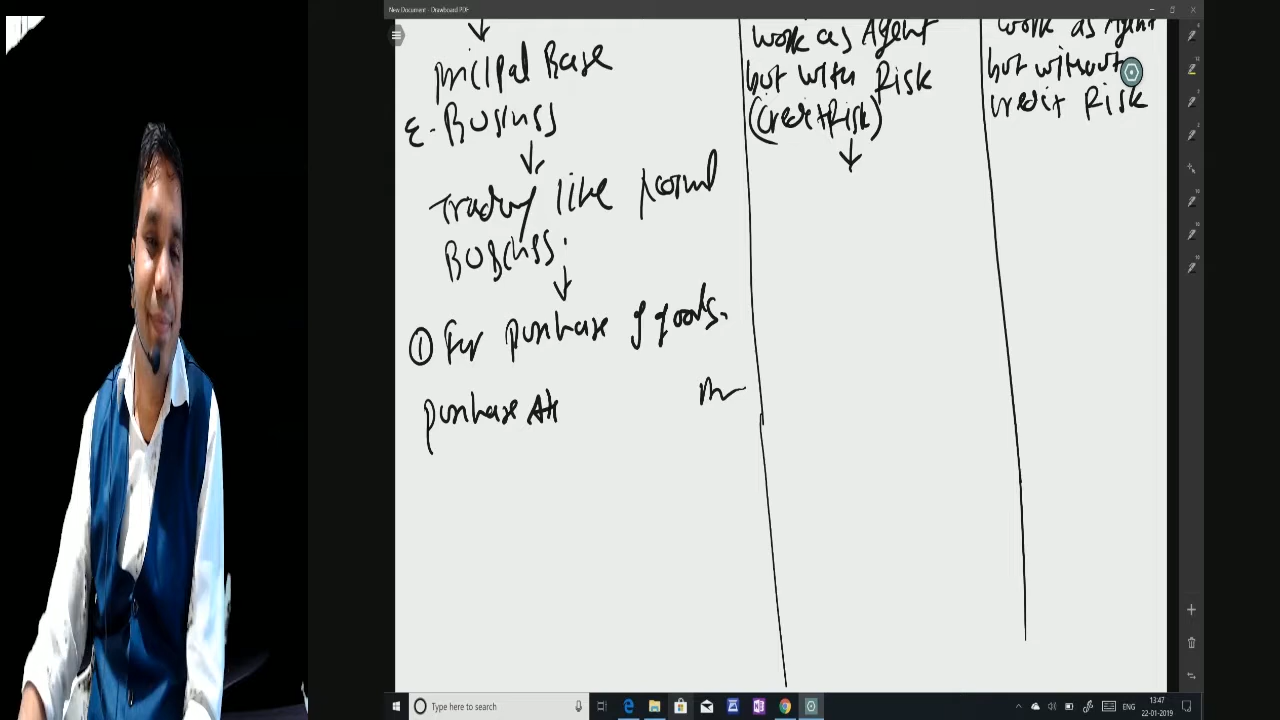 New Document - Drawboard PDF
pricipal Base
E- Business
Trading like normal
Business.
① For purchase of goods.
purchase A/c
work as Agent
but with Risk
(Credit Risk)
work as Agent
but without
credit Risk
Type here to search
ENG
13:47
22-01-2019